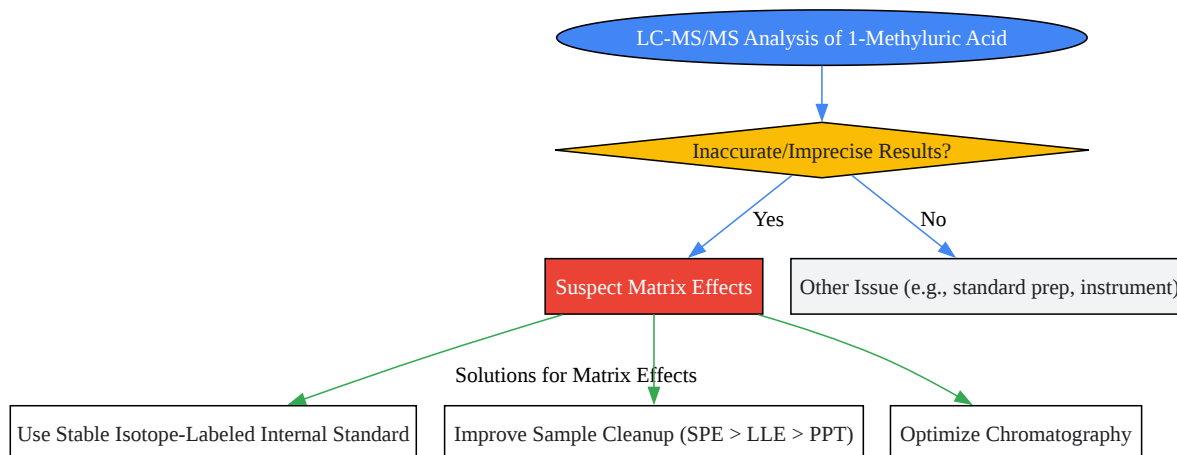 LC-MS/MS Analysis of 1-Methyluric Acid
Inaccurate/Imprecise Results?
Yes
No
Suspect Matrix Effects
Other Issue (e.g., standard prep, instrument)
Solutions for Matrix Effects
Use Stable Isotope-Labeled Internal Standard
Improve Sample Cleanup (SPE > LLE > PPT)
Optimize Chromatography